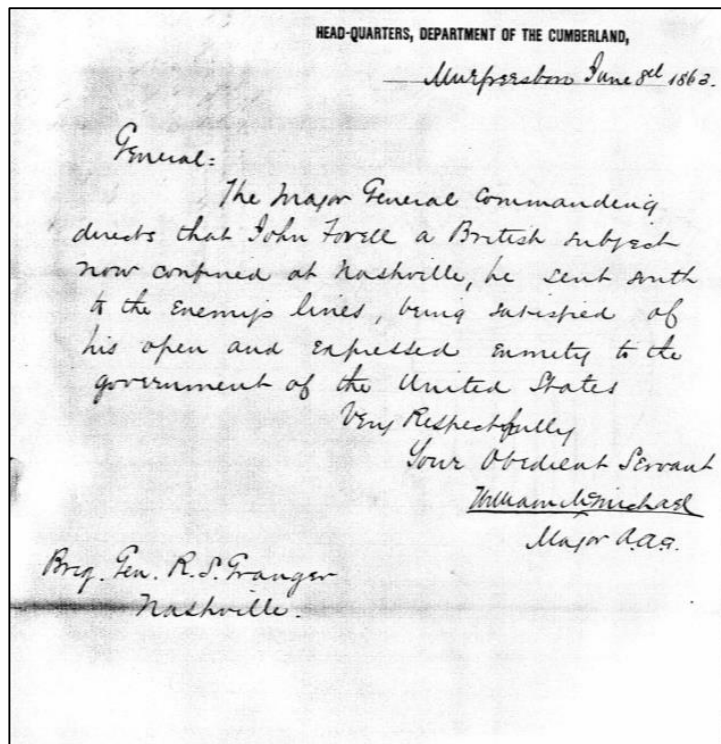 HEAD-QUARTERS, DEPARTMENT OF THE CUMBERLAND,
Murfreesboro June 8th 1863.
General:
The Major General Commanding
directs that John Fovell a British subject
now confined at Nashville, be sent south
to the Enemys lines, being satisfied of
his open and expressed enmity to the
government of the United States
Very Respectfully
Your Obedient Servant
William McMichael
Major A.A.G.
Brig. Gen. R. S. Granger
Nashville.